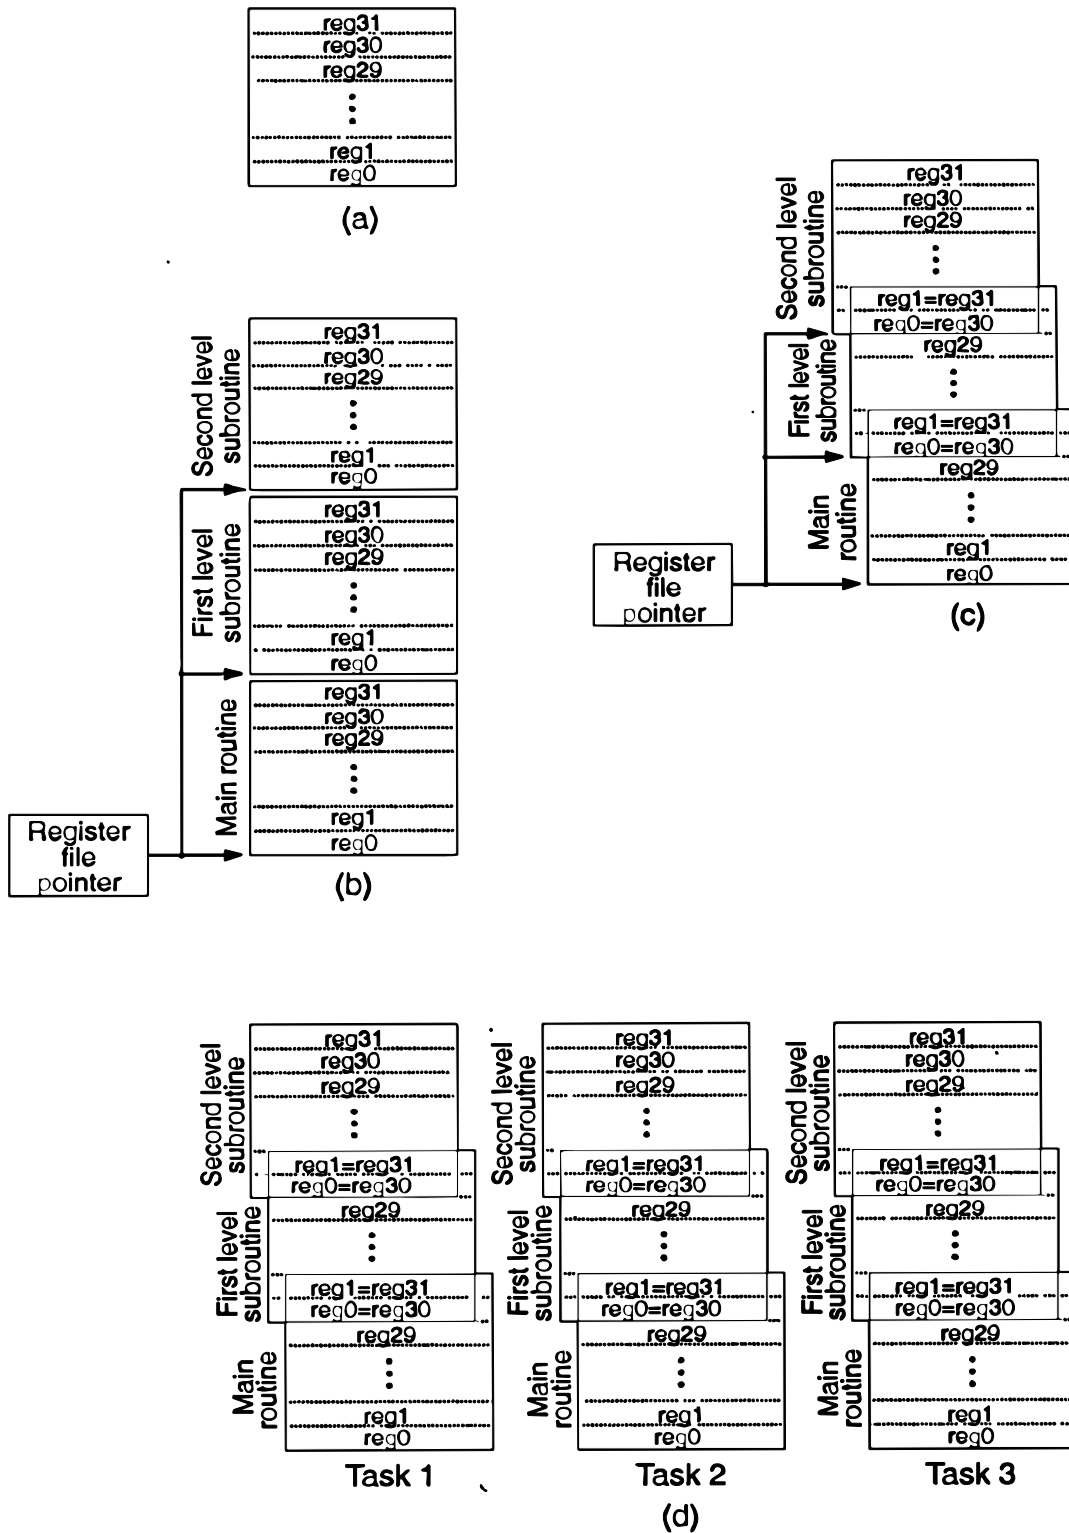 reg31
reg30
reg29
reg1
reg0
(a)
Second level
subroutine
reg31
reg30
reg29
reg1
reg0
First level
subroutine
reg31
reg30
reg29
reg1
reg0
Main routine
reg31
reg30
reg29
reg1
reg0
Register
file
pointer
(b)
Second level
subroutine
reg31
reg30
reg29
reg1=reg31
reg0=reg30
First level
subroutine
reg29
reg1=reg31
reg0=reg30
Main
routine
reg29
reg1
reg0
Register
file
pointer
(c)
Second level
subroutine
reg31
reg30
reg29
reg1=reg31
reg0=reg30
First level
subroutine
reg29
reg1=reg31
reg0=reg30
Main
routine
reg29
reg1
reg0
Task 1
Second level
subroutine
reg31
reg30
reg29
reg1=reg31
reg0=reg30
First level
subroutine
reg29
reg1=reg31
reg0=reg30
Main
routine
reg29
reg1
reg0
Task 2
Second level
subroutine
reg31
reg30
reg29
reg1=reg31
reg0=reg30
First level
subroutine
reg29
reg1=reg31
reg0=reg30
Main
routine
reg29
reg1
reg0
Task 3
(d)